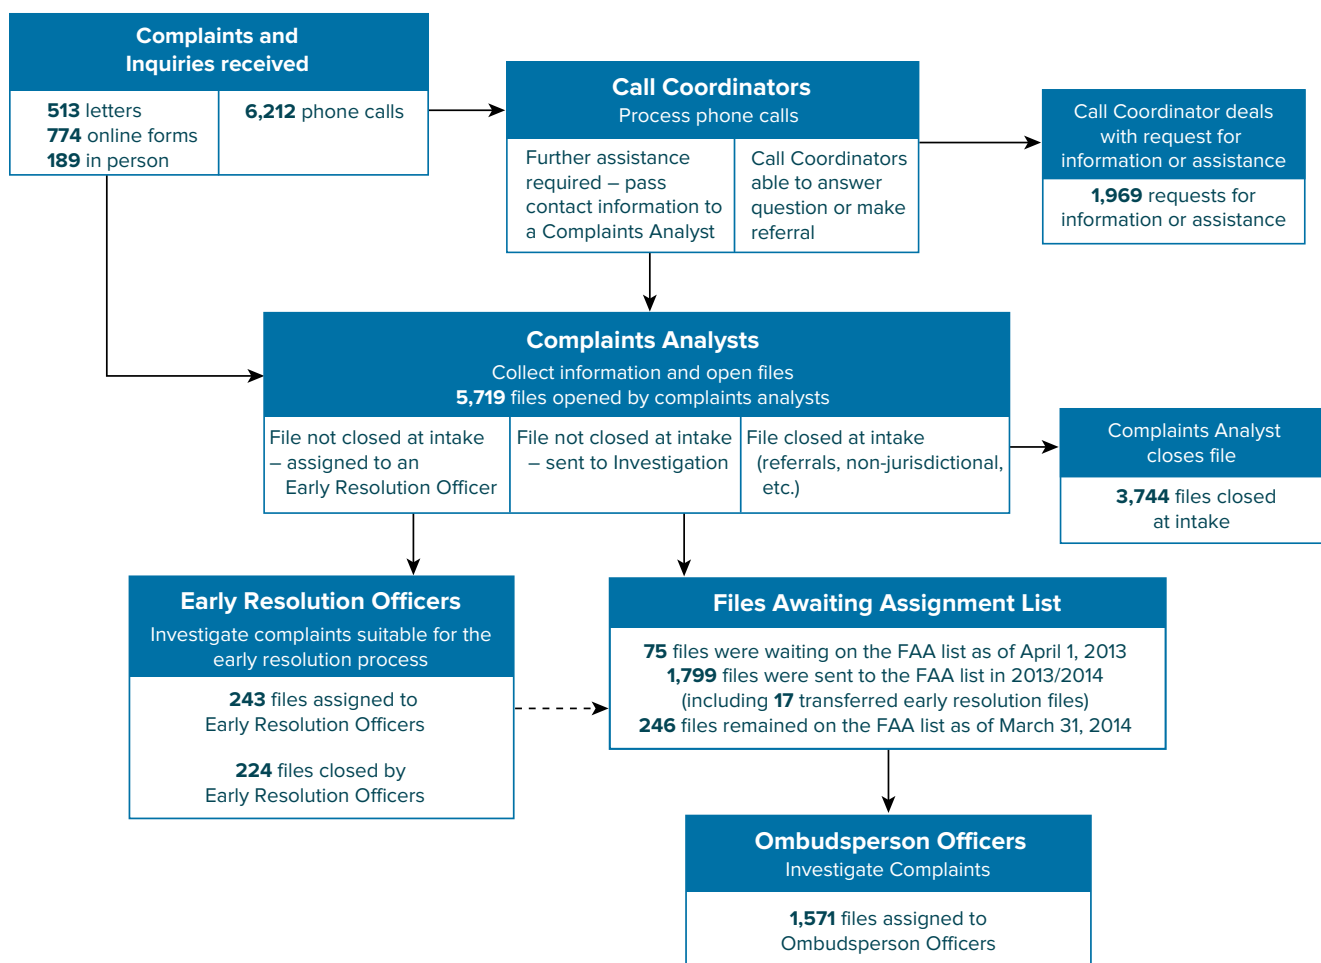 Complaints and
Inquiries received
513 letters
774 online forms
189 in person
6,212 phone calls
Call Coordinators
Process phone calls
Further assistance
required – pass
contact information to
a Complaints Analyst
Call Coordinators
able to answer
question or make
referral
Call Coordinator deals
with request for
information or assistance
1,969 requests for
information or assistance
Complaints Analysts
Collect information and open files
5,719 files opened by complaints analysts
File not closed at intake
– assigned to an
Early Resolution Officer
File not closed at intake
– sent to Investigation
File closed at intake
(referrals, non-jurisdictional,
etc.)
Complaints Analyst
closes file
3,744 files closed
at intake
Early Resolution Officers
Investigate complaints suitable for the
early resolution process
243 files assigned to
Early Resolution Officers
224 files closed by
Early Resolution Officers
Files Awaiting Assignment List
75 files were waiting on the FAA list as of April 1, 2013
1,799 files were sent to the FAA list in 2013/2014
(including 17 transferred early resolution files)
246 files remained on the FAA list as of March 31, 2014
Ombudsperson Officers
Investigate Complaints
1,571 files assigned to
Ombudsperson Officers